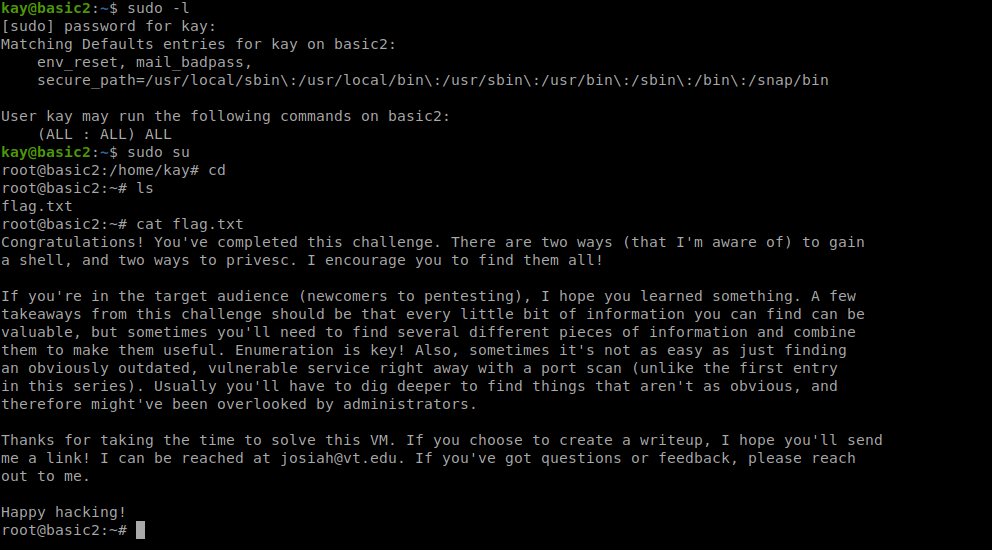 kay@basic2:~$ sudo -l
[sudo] password for kay:
Matching Defaults entries for kay on basic2:
    env_reset, mail_badpass,
    secure_path=/usr/local/sbin\:/usr/local/bin\:/usr/sbin\:/usr/bin\:/sbin\:/bin\:/snap/bin

User kay may run the following commands on basic2:
    (ALL : ALL) ALL
kay@basic2:~$ sudo su
root@basic2:/home/kay# cd
root@basic2:~# ls
flag.txt
root@basic2:~# cat flag.txt
Congratulations! You've completed this challenge. There are two ways (that I'm aware of) to gain
a shell, and two ways to privesc. I encourage you to find them all!

If you're in the target audience (newcomers to pentesting), I hope you learned something. A few
takeaways from this challenge should be that every little bit of information you can find can be
valuable, but sometimes you'll need to find several different pieces of information and combine
them to make them useful. Enumeration is key! Also, sometimes it's not as easy as just finding
an obviously outdated, vulnerable service right away with a port scan (unlike the first entry
in this series). Usually you'll have to dig deeper to find things that aren't as obvious, and
therefore might've been overlooked by administrators.

Thanks for taking the time to solve this VM. If you choose to create a writeup, I hope you'll send
me a link! I can be reached at josiah@vt.edu. If you've got questions or feedback, please reach
out to me.

Happy hacking!
root@basic2:~#